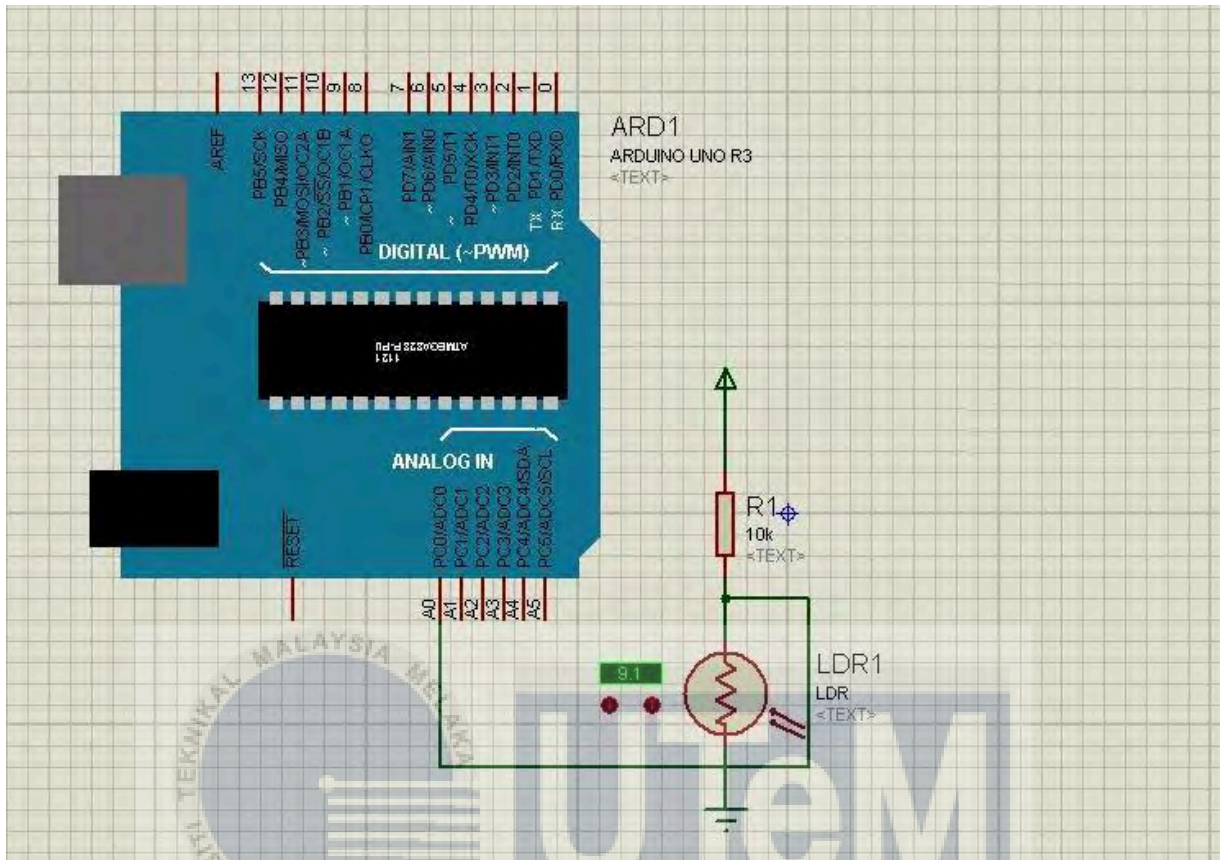 13
12
11
10
9
8
7
6
5
4
3
2
1
0
AREF
PB5/SCK
PB4/MISO
~PB3/MOSI/OC2A
~ PB2/SS/OC1B
~ PB1/OC1A
PB0/ICP1/CLKO
PD7/AIN1
~ PD6/AIN0
~ PD5/T1
PD4/T0/XCK
~ PD3/INT1
PD2/INT0
TX PD1/TXD
RX PD0/RXD
DIGITAL (~PWM)
ARD1
ARDUINO UNO R3
<TEXT>
1121
ANALOG IN
RESET
PC0/ADC0
PC1/ADC1
PC2/ADC2
PC3/ADC3
PC4/ADC4/SDA
PC5/ADC5/SCL
A0
A1
A2
A3
A4
A5
R1
10k
<TEXT>
9.1
LDR1
LDR
<TEXT>
TEKNIKAL MALAYSIA MELAKA
UTeM